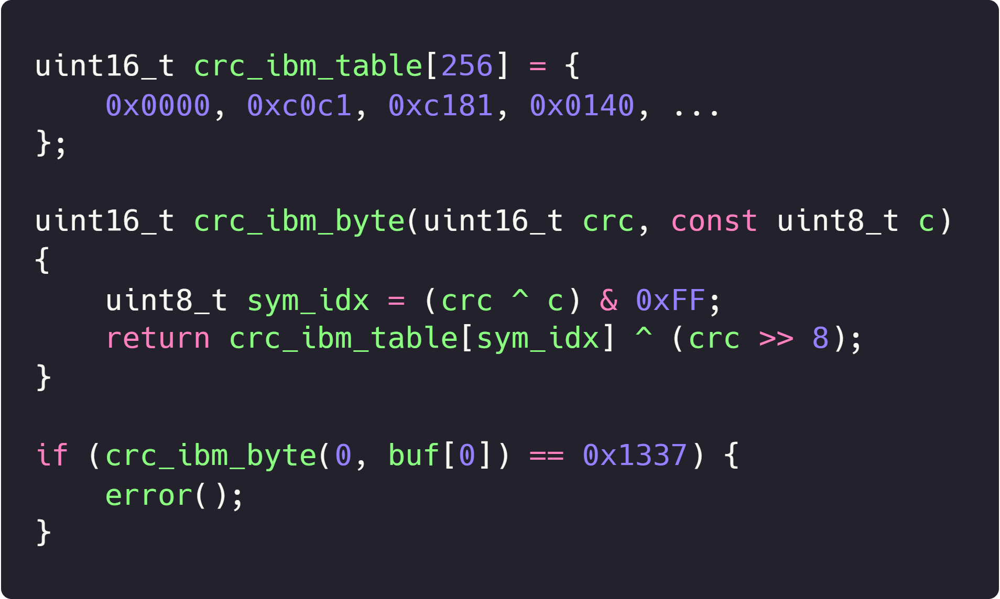 uint16_t crc_ibm_table[256] = {
    0x0000, 0xc0c1, 0xc181, 0x0140, ...
};

uint16_t crc_ibm_byte(uint16_t crc, const uint8_t c)
{
    uint8_t sym_idx = (crc ^ c) & 0xFF;
    return crc_ibm_table[sym_idx] ^ (crc >> 8);
}

if (crc_ibm_byte(0, buf[0]) == 0x1337) {
    error();
}